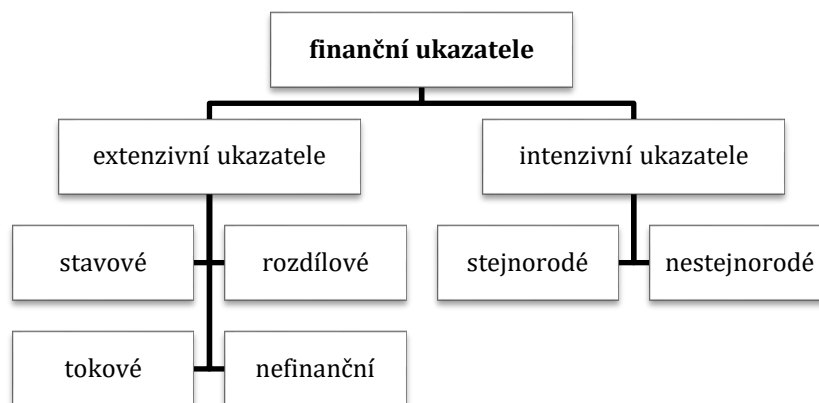 finanční ukazatele
extenzivní ukazatele
intenzivní ukazatele
stavové
rozdílové
stejnorodé
nestejnorodé
tokové
nefinanční